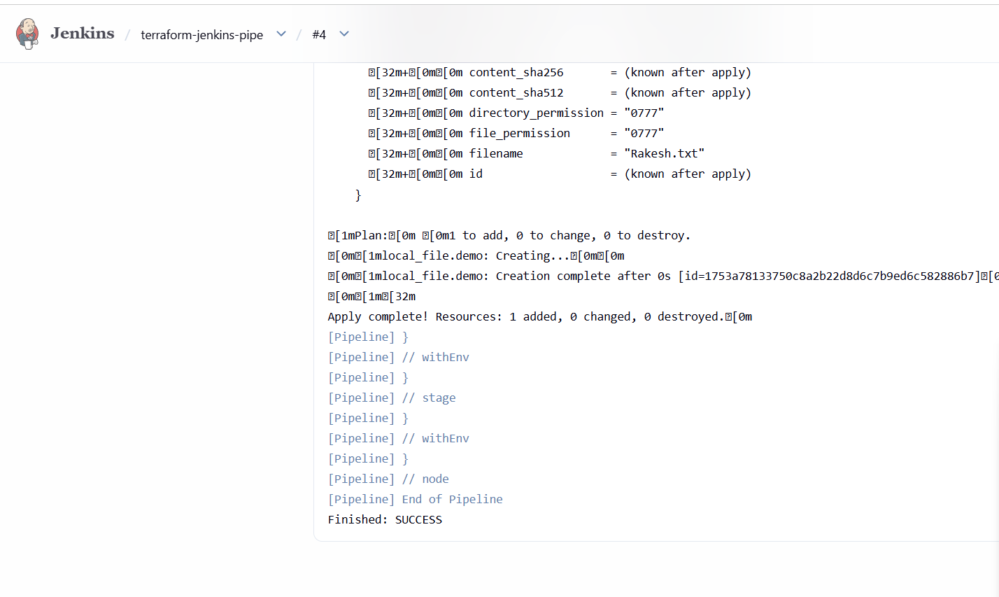 Jenkins / terraform-jenkins-pipe / #4
[32m+[0m[0m content_sha256 = (known after apply)
[32m+[0m[0m content_sha512 = (known after apply)
[32m+[0m[0m directory_permission = "0777"
[32m+[0m[0m file_permission = "0777"
[32m+[0m[0m filename = "Rakesh.txt"
[32m+[0m[0m id = (known after apply)
}
[1mPlan:[0m [0m1 to add, 0 to change, 0 to destroy.
[0m[1mlocal_file.demo: Creating...[0m[0m
[0m[1mlocal_file.demo: Creation complete after 0s [id=1753a78133750c8a2b22d8d6c7b9ed6c582886b7][0
[0m[1m[32m
Apply complete! Resources: 1 added, 0 changed, 0 destroyed.[0m
[Pipeline] }
[Pipeline] // withEnv
[Pipeline] }
[Pipeline] // stage
[Pipeline] }
[Pipeline] // withEnv
[Pipeline] }
[Pipeline] // node
[Pipeline] End of Pipeline
Finished: SUCCESS